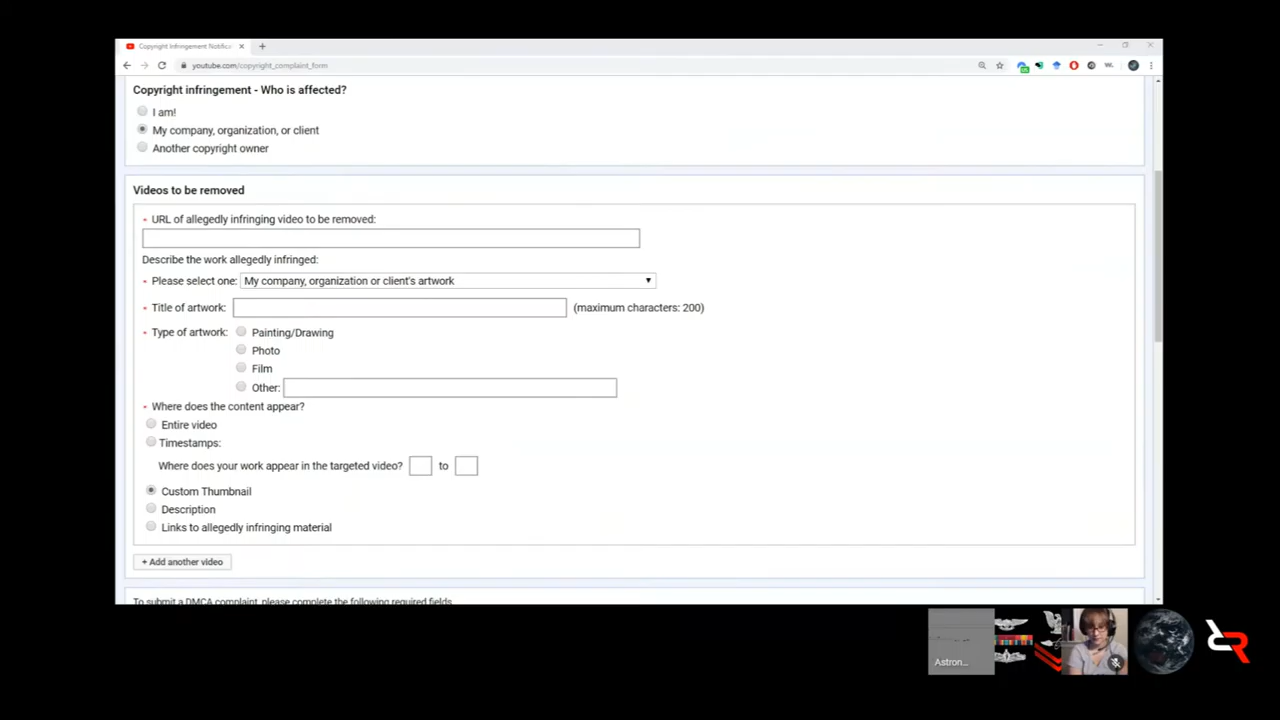 Copyright Infringement Notific
youtube.com/copyright_complaint_form
Copyright infringement - Who is affected?
I am!
My company, organization, or client
Another copyright owner
Videos to be removed
• URL of allegedly infringing video to be removed:
Describe the work allegedly infringed:
• Please select one: My company, organization or client's artwork
• Title of artwork: (maximum characters: 200)
• Type of artwork: Painting/Drawing
Photo
Film
Other:
• Where does the content appear?
Entire video
Timestamps:
Where does your work appear in the targeted video? to
Custom Thumbnail
Description
Links to allegedly infringing material
+ Add another video
To submit a DMCA complaint, please complete the following required fields
Astron...